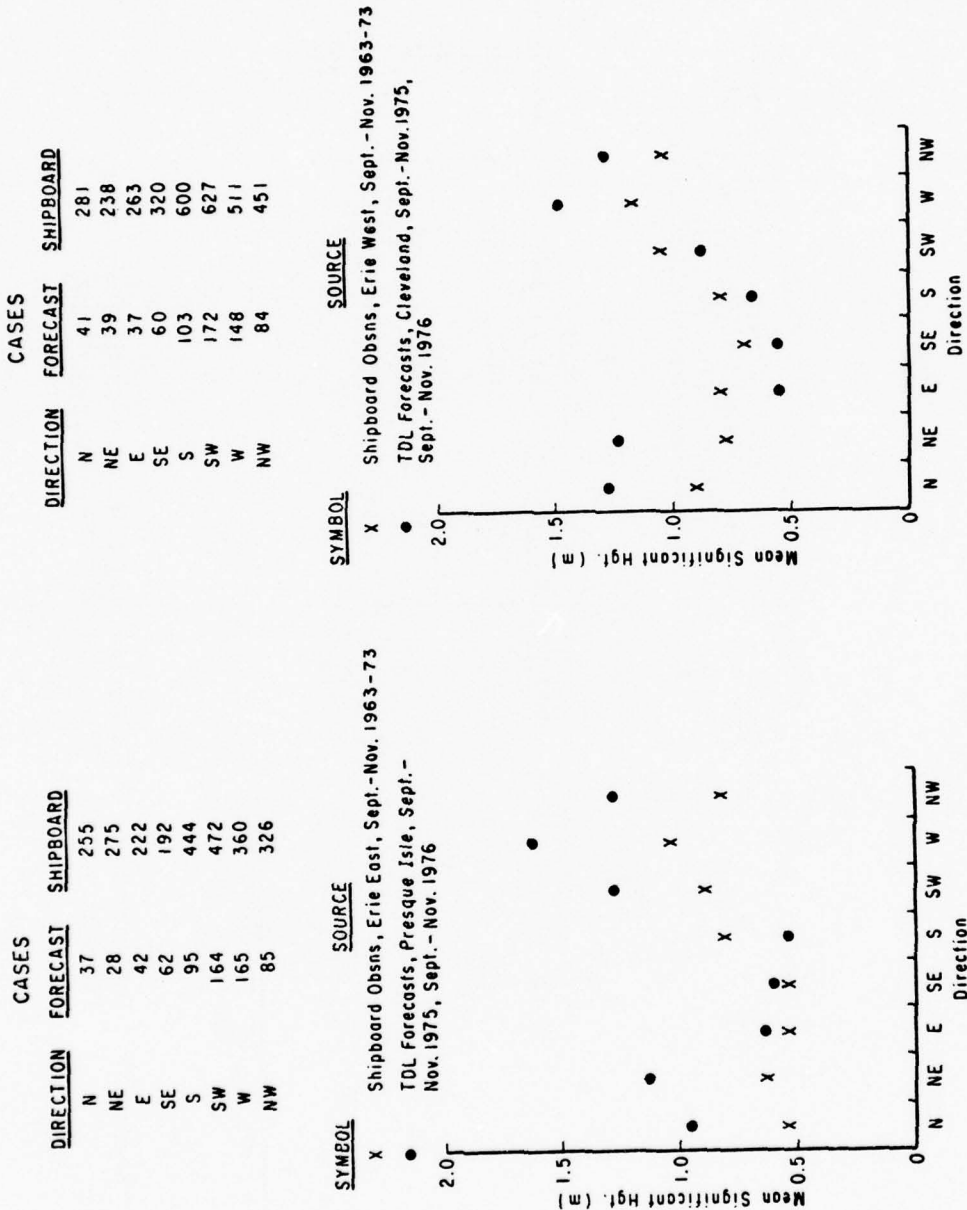 CASES
DIRECTION FORECAST SHIPBOARD
N 37 255
NE 28 275
E 42 222
SE 62 192
S 95 444
SW 164 472
W 165 360
NW 85 326
SYMBOL SOURCE
X Shipboard Obsns, Erie East, Sept.-Nov. 1963-73
● TDL Forecasts, Presque Isle, Sept.-
Nov. 1975, Sept.-Nov. 1976
2.0
1.5
1.0
0.5
0
Mean Significant Hgt. (m)
N NE E SE S SW W NW
Direction
CASES
DIRECTION FORECAST SHIPBOARD
N 41 281
NE 39 238
E 37 263
SE 60 320
S 103 600
SW 172 627
W 148 511
NW 84 451
SYMBOL SOURCE
X Shipboard Obsns, Erie West, Sept.-Nov. 1963-73
● TDL Forecasts, Cleveland, Sept.-Nov. 1975,
Sept.-Nov. 1976
2.0
1.5
1.0
0.5
0
Mean Significant Hgt. (m)
N NE E SE S SW W NW
Direction